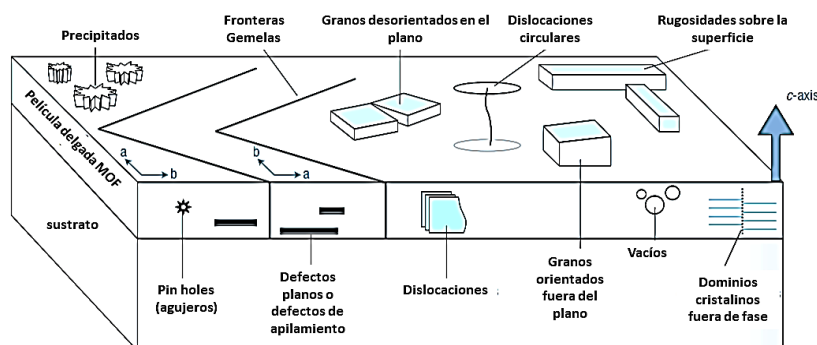 Precipitados
Fronteras
Gemelas
Granos desorientados en el
plano
Dislocaciones
circulares
Rugosidades sobre la
superficie
c-axis
Película delgada MOF
a
b
b
a
sustrato
Pin holes
(agujeros)
Defectos
planos o
defectos de
apilamiento
Dislocaciones
Granos
orientados
fuera del
plano
Vacíos
Dominios
cristalinos
fuera de fase